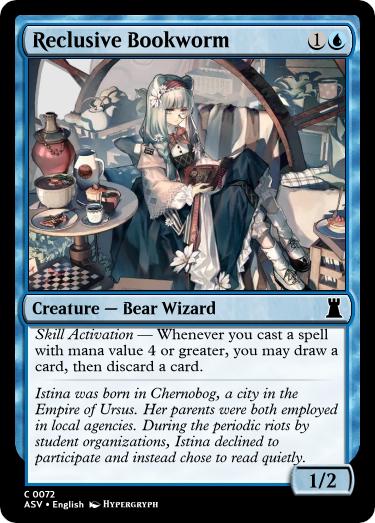 Reclusive Bookworm 1
Creature — Bear Wizard
Skill Activation — Whenever you cast a spell
with mana value 4 or greater, you may draw a
card, then discard a card.
Istina was born in Chernobog, a city in the
Empire of Ursus. Her parents were both employed
in local agencies. During the periodic riots by
student organizations, Istina declined to
participate and instead chose to read quietly.
1/2
C 0072
ASV • English HYPERGRYPH